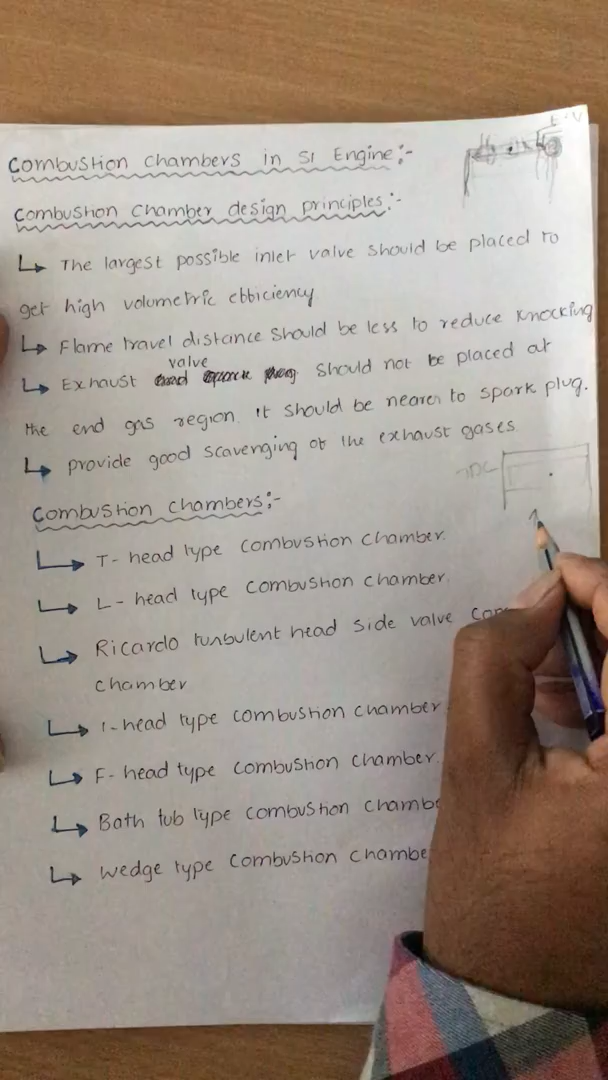 Combustion chambers in SI Engine:-
E.V
Combustion chamber design principles:-
The largest possible inlet valve should be placed to
get high volumetric efficiency
Flame travel distance should be less to reduce knocking
Exhaust valve should not be placed at
the end gas region. it should be nearer to spark plug.
provide good scavenging of the exhaust gases.
TDC
Combustion chambers:-
T- head type combustion chamber.
L- head type combustion chamber.
Ricardo turbulent head side valve com
chamber
I-head type combustion chamber
F- head type combustion chamber.
Bath tub type combustion chambe
Wedge type combustion chambe